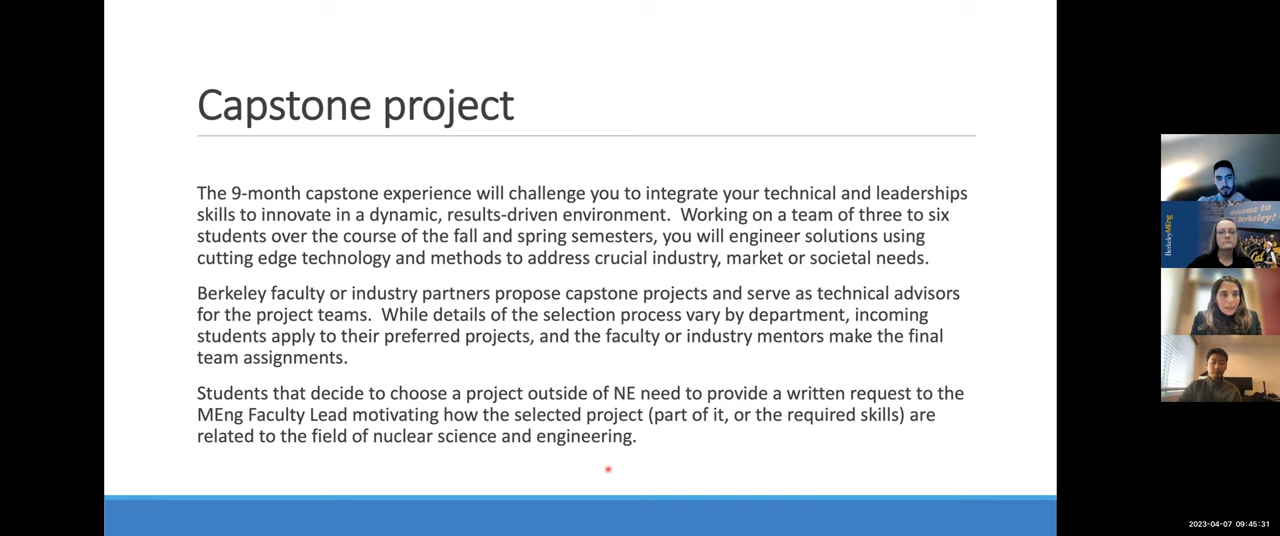 Capstone project
The 9-month capstone experience will challenge you to integrate your technical and leaderships
skills to innovate in a dynamic, results-driven environment.  Working on a team of three to six
students over the course of the fall and spring semesters, you will engineer solutions using
cutting edge technology and methods to address crucial industry, market or societal needs.
Berkeley faculty or industry partners propose capstone projects and serve as technical advisors
for the project teams.  While details of the selection process vary by department, incoming
students apply to their preferred projects, and the faculty or industry mentors make the final
team assignments.
Students that decide to choose a project outside of NE need to provide a written request to the
MEng Faculty Lead motivating how the selected project (part of it, or the required skills) are
related to the field of nuclear science and engineering.
BerkeleyMEng
welcome to
Berkeley!
Cal
2023-04-07 09:45:31